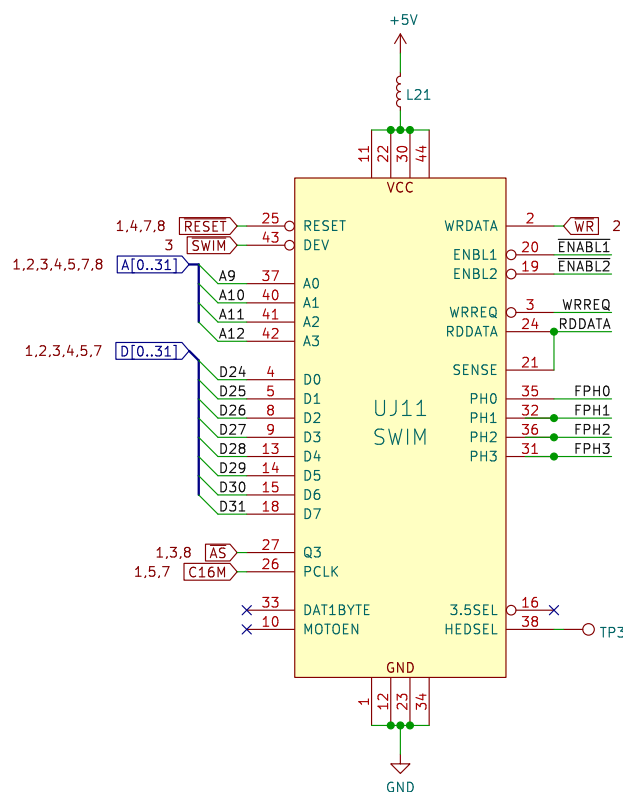 +5V
L21
11 22 30 44
VCC
1,4,7,8 RESET 25 RESET
WRDATA 2 WR 2
3 SWIM 43 DEV
ENBL1 20 ENABL1
1,2,3,4,5,7,8 A[0..31]
ENBL2 19 ENABL2
A9 37 A0
A10 40 A1
WRREQ 3 WRREQ
A11 41 A2
RDDATA 24 RDDATA
A12 42 A3
1,2,3,4,5,7 D[0..31]
SENSE 21
D24 4 D0
D25 5 D1
PH0 35 FPH0
D26 8 D2
PH1 32 FPH1
D27 9 D3
PH2 36 FPH2
D28 13 D4
PH3 31 FPH3
D29 14 D5
D30 15 D6
D31 18 D7
UJ11
SWIM
1,3,8 AS 27 Q3
1,5,7 C16M 26 PCLK
33 DAT1BYTE
3.5SEL 16
10 MOTOEN
HEDSEL 38 TP3
GND
1 12 23 34
GND